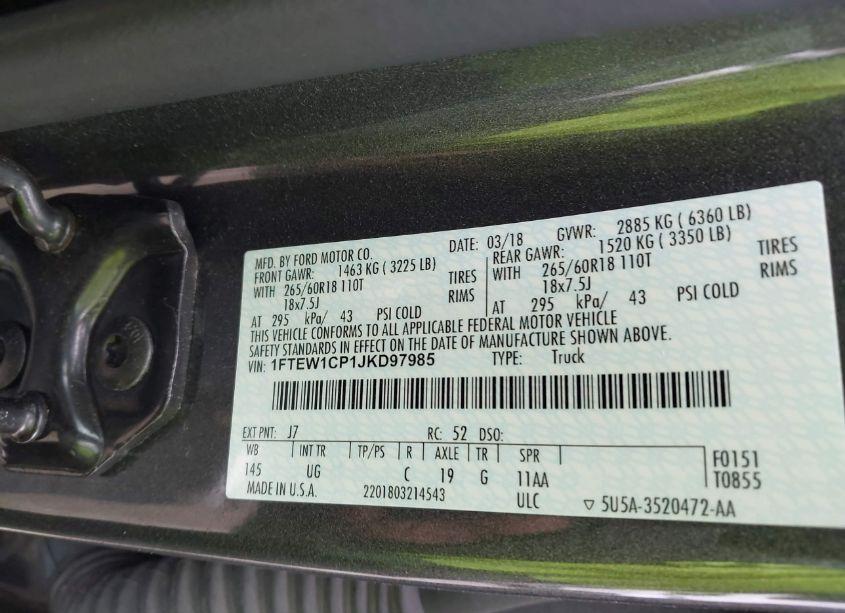 MFD. BY FORD MOTOR CO.
DATE: 03/18 GVWR: 2885 KG ( 6360 LB)
FRONT GAWR: 1463 KG ( 3225 LB)
WITH 265/60R18 110T TIRES
18x7.5J RIMS
AT 295 kPa/ 43 PSI COLD
REAR GAWR: 1520 KG ( 3350 LB)
WITH 265/60R18 110T TIRES
18x7.5J RIMS
AT 295 kPa/ 43 PSI COLD
THIS VEHICLE CONFORMS TO ALL APPLICABLE FEDERAL MOTOR VEHICLE
SAFETY STANDARDS IN EFFECT ON THE DATE OF MANUFACTURE SHOWN ABOVE.
VIN: 1FTEW1CP1JKD97985 TYPE: Truck
EXT PNT: J7 RC: 52 DSO:
WB INT TR TP/PS R AXLE TR SPR
145 UG C 19 G 11AA
F0151
T0855
MADE IN U.S.A. 2201803214543 ULC ▽ 5U5A-3520472-AA